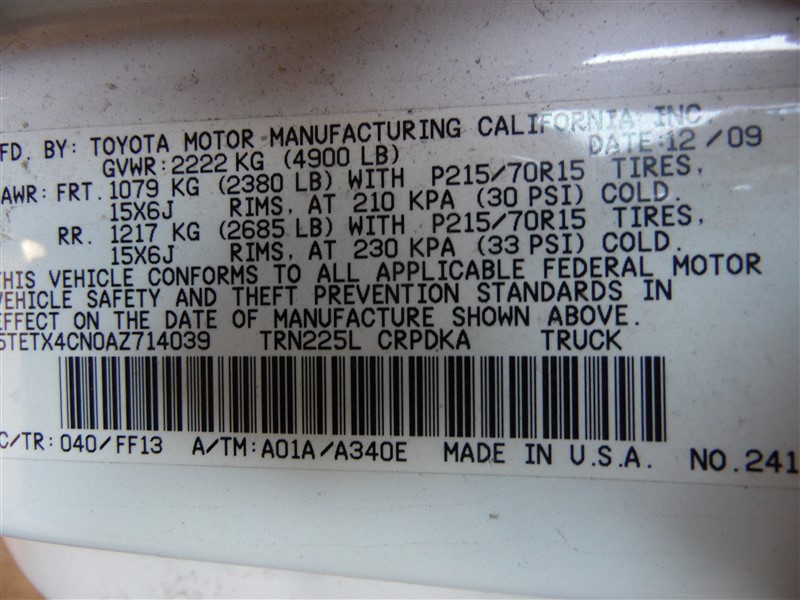 FD. BY: TOYOTA MOTOR MANUFACTURING CALIFORNIA INC.
GVWR: 2222 KG (4900 LB) DATE: 12/09
AWR: FRT. 1079 KG (2380 LB) WITH P215/70R15 TIRES,
15X6J RIMS, AT 210 KPA (30 PSI) COLD.
RR. 1217 KG (2685 LB) WITH P215/70R15 TIRES,
15X6J RIMS, AT 230 KPA (33 PSI) COLD.
THIS VEHICLE CONFORMS TO ALL APPLICABLE FEDERAL MOTOR
VEHICLE SAFETY AND THEFT PREVENTION STANDARDS IN
EFFECT ON THE DATE OF MANUFACTURE SHOWN ABOVE.
5TETX4CN0AZ714039 TRN225L CRPDKA TRUCK
C/TR: 040/FF13 A/TM: A01A/A340E MADE IN U.S.A. NO. 241